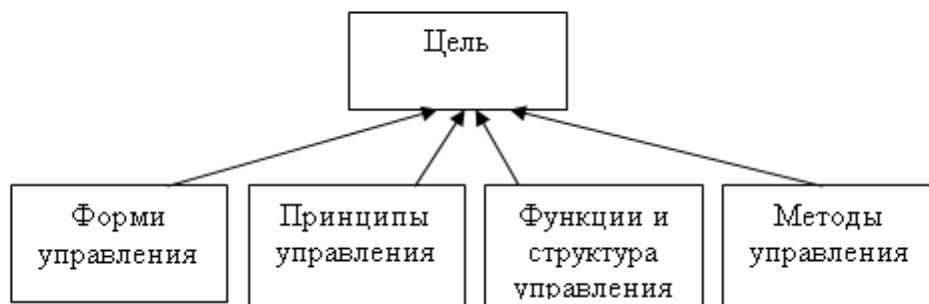 Цель
Форми
управления
Принципы
управления
Функции и
структура
управления
Методы
управления